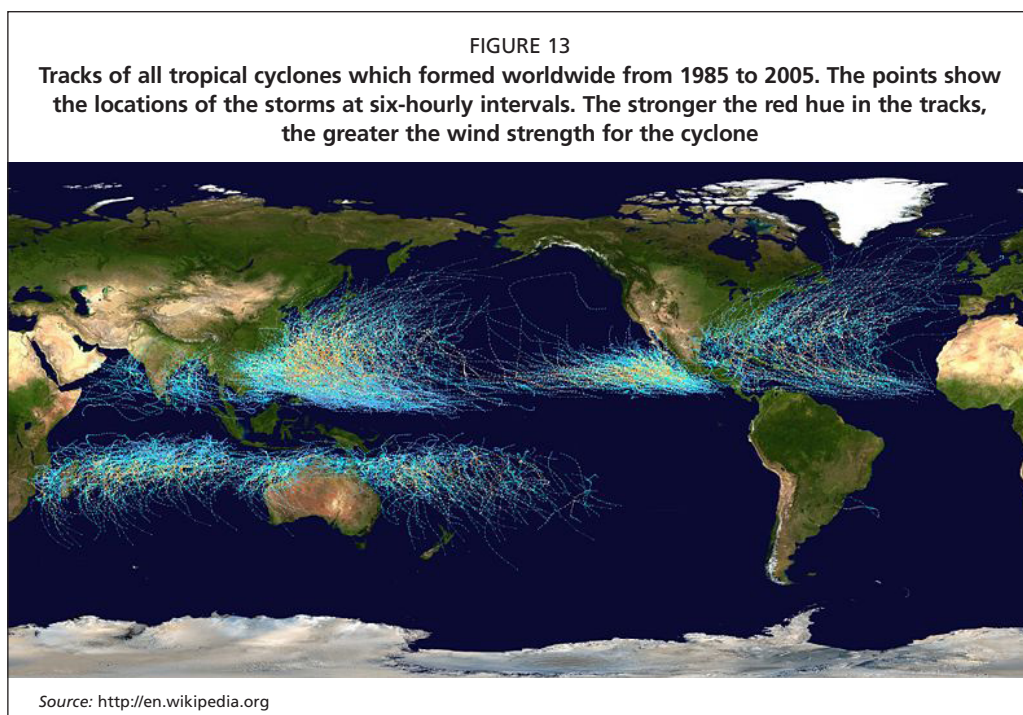 FIGURE 13
Tracks of all tropical cyclones which formed worldwide from 1985 to 2005. The points show
the locations of the storms at six-hourly intervals. The stronger the red hue in the tracks,
the greater the wind strength for the cyclone
Source: http://en.wikipedia.org